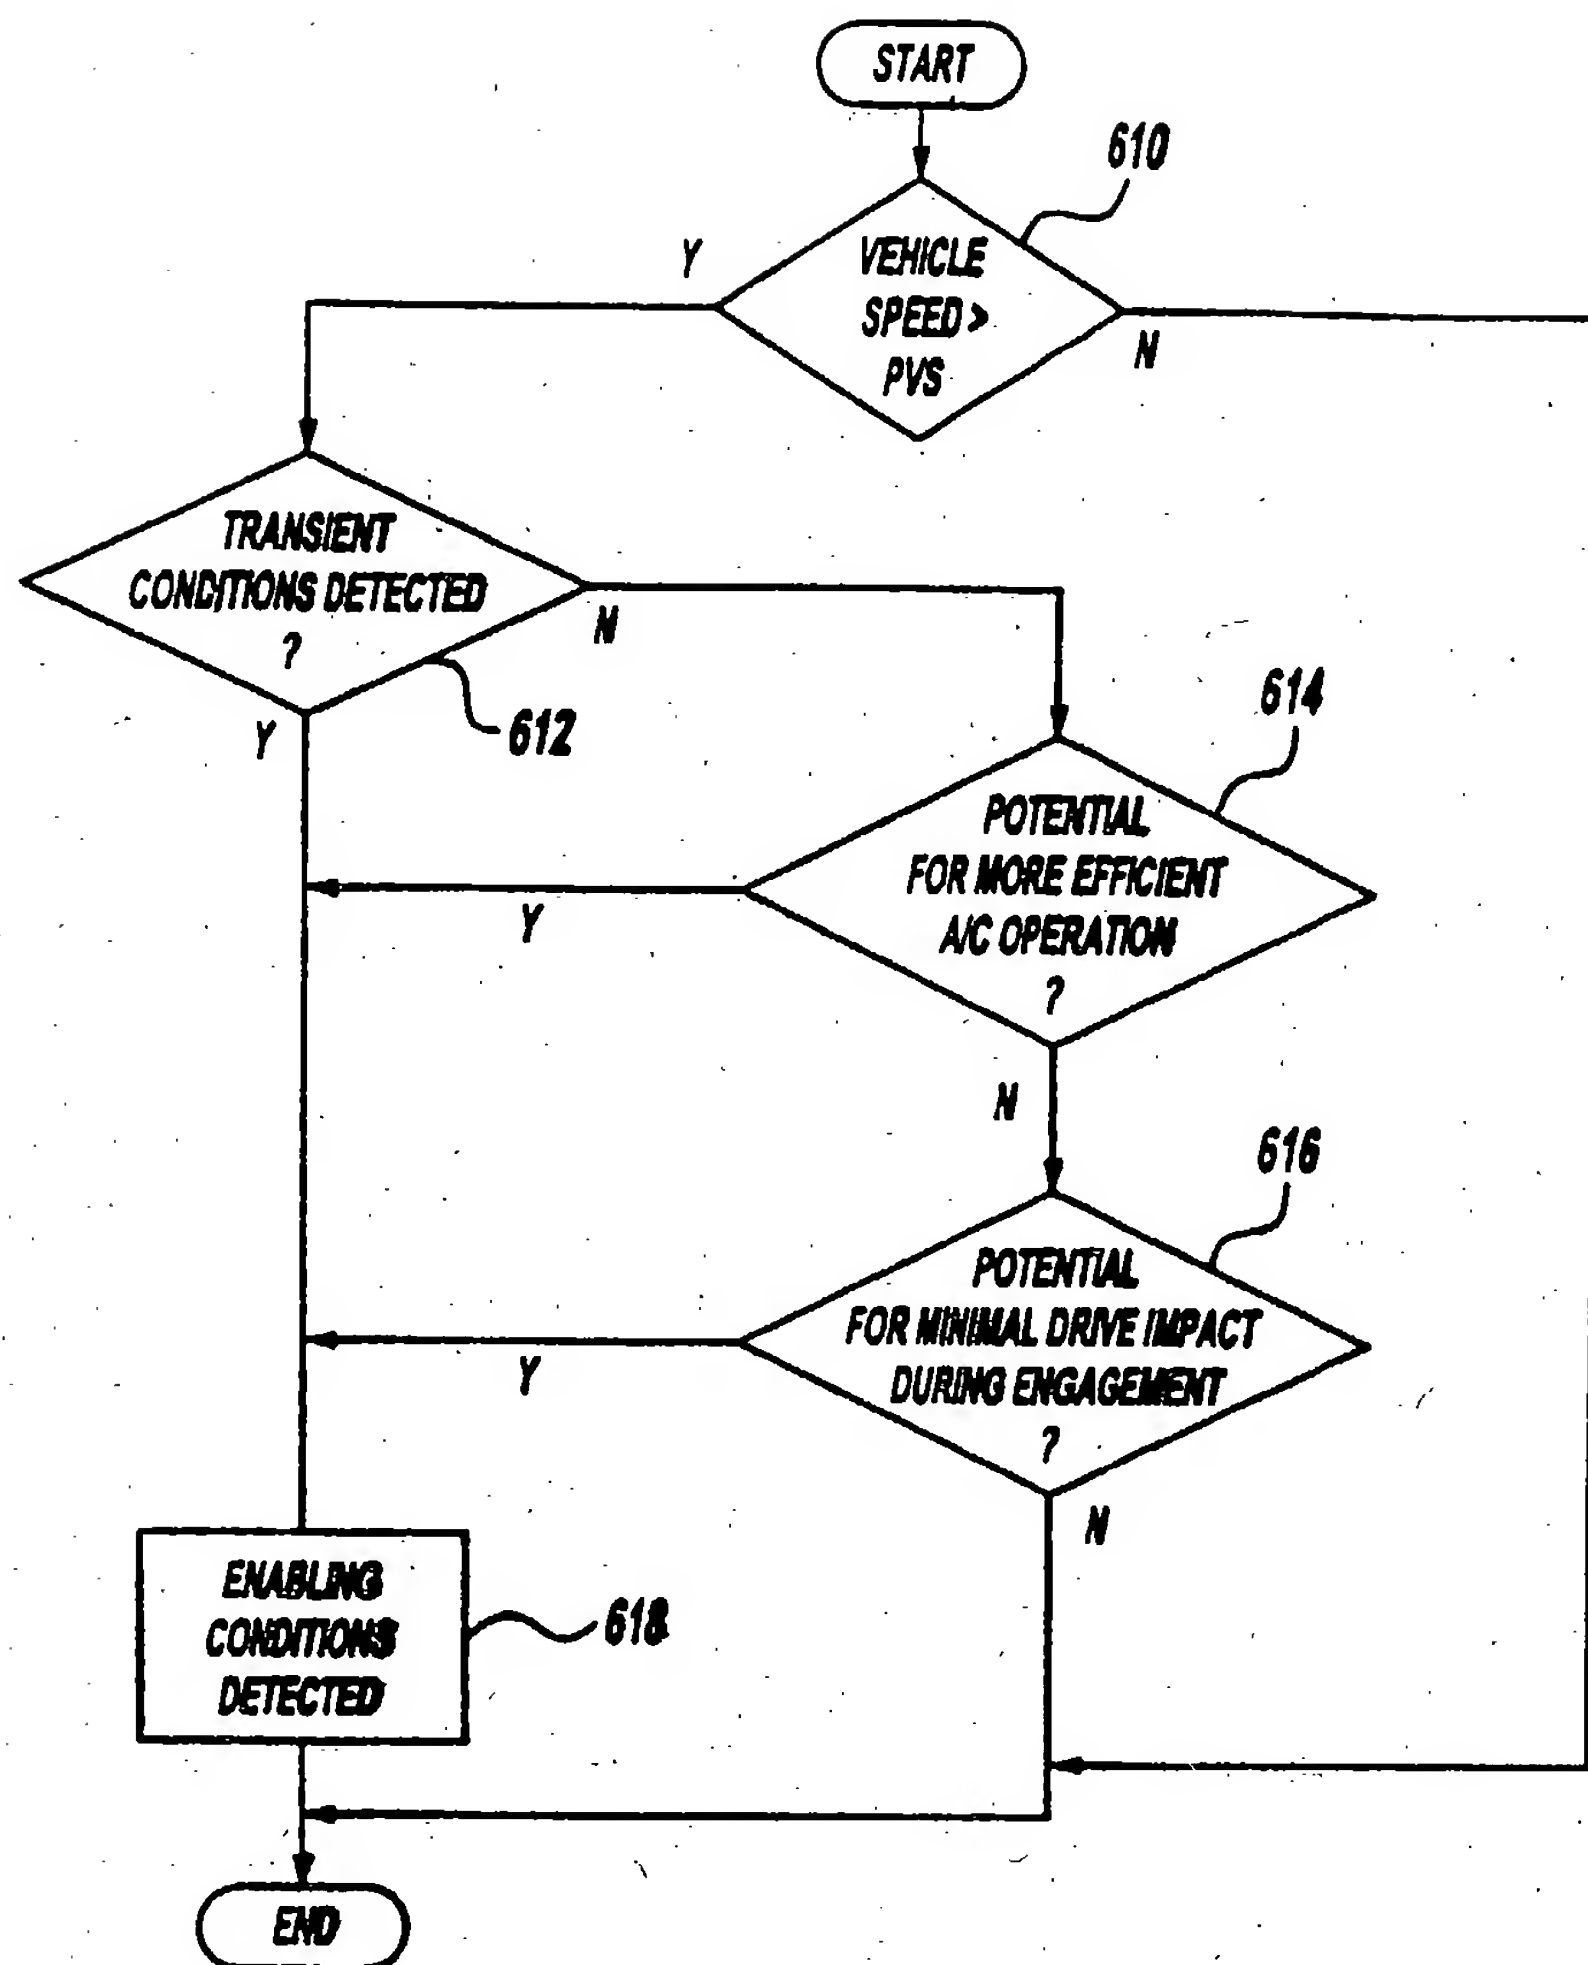 START
610
Y
VEHICLE
SPEED >
PVS
N
TRANSIENT
CONDITIONS DETECTED
?
N
Y
612
614
POTENTIAL
FOR MORE EFFICIENT
A/C OPERATION
?
Y
N
616
POTENTIAL
FOR MINIMAL DRIVE IMPACT
DURING ENGAGEMENT
?
Y
N
ENABLING
CONDITIONS
DETECTED
618
END